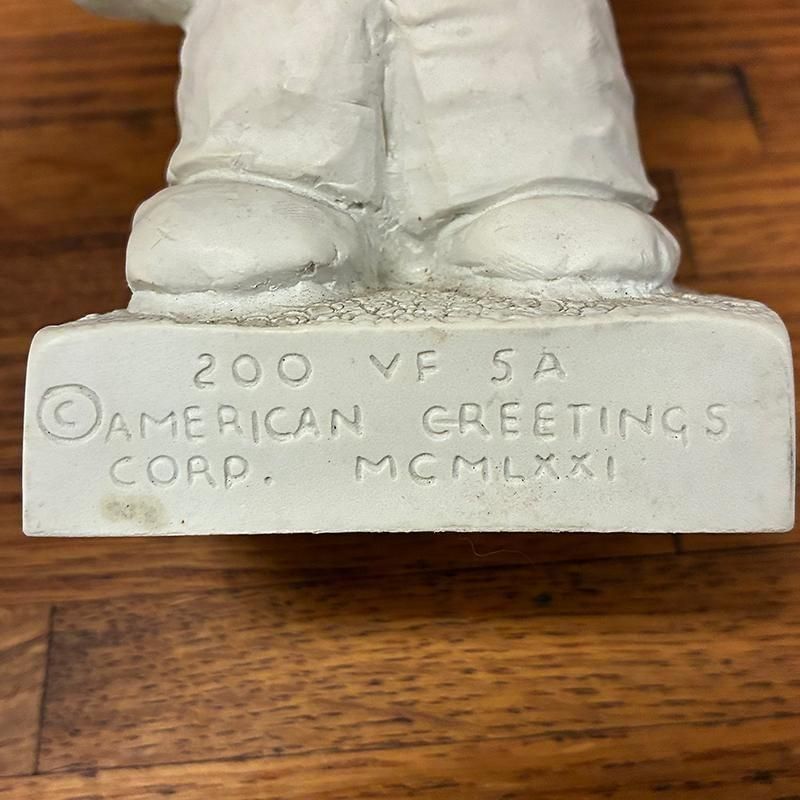 200 VF 5A
©AMERICAN GREETINGS
CORP. MCMLXXI